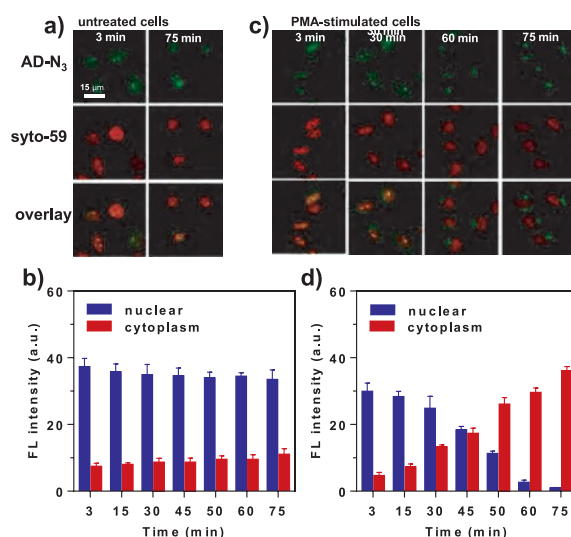 a) untreated cells
3 min 75 min
AD-N3
15 μm
syto-59
overlay
c) PMA-stimulated cells
3 min 30 min 60 min 75 min
b)
60
40
20
0
FL intensity (a.u.)
nuclear
cytoplasm
3 15 30 45 50 60 75
Time (min)
d)
60
40
20
0
FL intensity (a.u.)
nuclear
cytoplasm
3 15 30 45 50 60 75
Time (min)